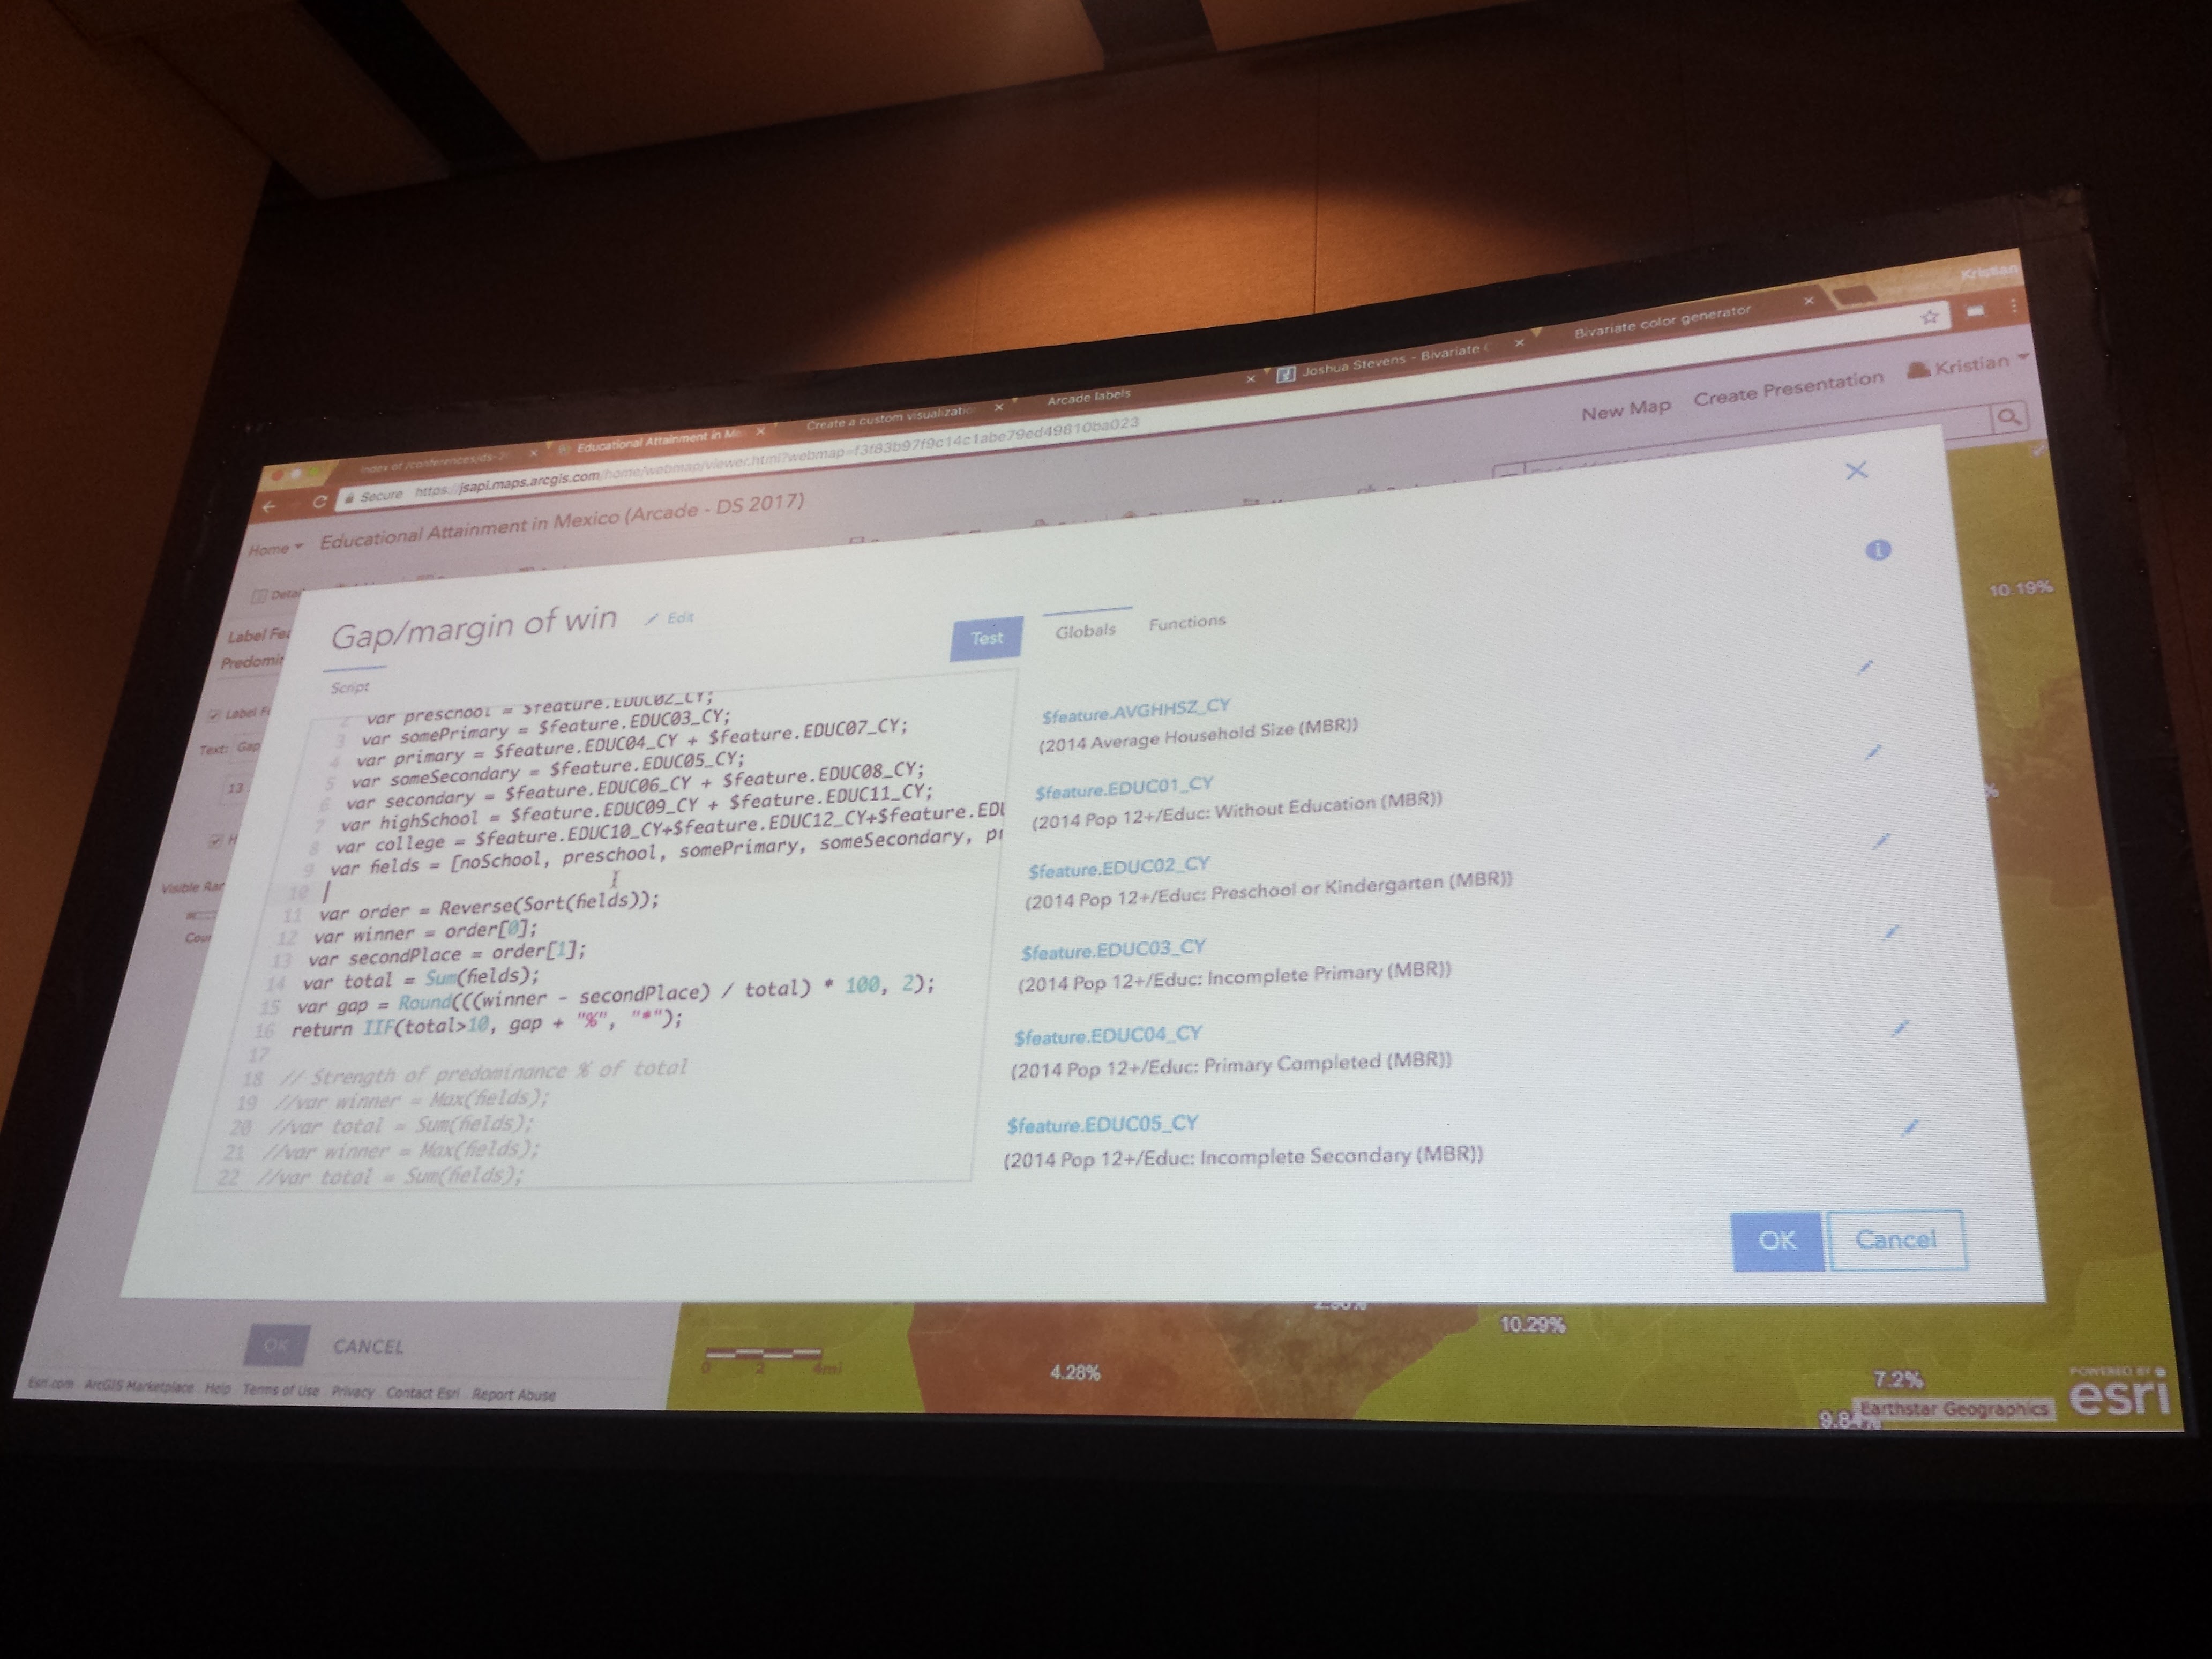 Kristian
Index of /conferences/ds-2
Educational Attainment in Me
Create a custom visualizatio
Arcade labels
Joshua Stevens - Bivariate
Bivariate color generator
Secure https://jsapi.maps.arcgis.com/home/webmap/viewer.html?webmap=f3f83b97f9c14c1abe79ed49810ba023
Home Educational Attainment in Mexico (Arcade - DS 2017)
New Map Create Presentation Kristian
Detai
Label Fea
Predomin
Label Fe
Text: Gap
13
H
Visible Ran
Gap/margin of win
Edit
Test
Globals
Functions
Script
2 var preschool = $feature.EDUC02_CY;
3 var somePrimary = $feature.EDUC03_CY;
4 var primary = $feature.EDUC04_CY + $feature.EDUC07_CY;
5 var someSecondary = $feature.EDUC05_CY;
6 var secondary = $feature.EDUC06_CY + $feature.EDUC08_CY;
7 var highSchool = $feature.EDUC09_CY + $feature.EDUC11_CY;
8 var college = $feature.EDUC10_CY+$feature.EDUC12_CY+$feature.EDU
9 var fields = [noSchool, preschool, somePrimary, someSecondary, pr
10
11 var order = Reverse(Sort(fields));
12 var winner = order[0];
13 var secondPlace = order[1];
14 var total = Sum(fields);
15 var gap = Round(((winner - secondPlace) / total) * 100, 2);
16 return IIF(total>10, gap + "%", "*");
17
18 // Strength of predominance % of total
19 //var winner = Max(fields);
20 //var total = Sum(fields);
21 //var winner = Max(fields);
22 //var total = Sum(fields);
$feature.AVGHHSZ_CY
(2014 Average Household Size (MBR))
$feature.EDUC01_CY
(2014 Pop 12+/Educ: Without Education (MBR))
$feature.EDUC02_CY
(2014 Pop 12+/Educ: Preschool or Kindergarten (MBR))
$feature.EDUC03_CY
(2014 Pop 12+/Educ: Incomplete Primary (MBR))
$feature.EDUC04_CY
(2014 Pop 12+/Educ: Primary Completed (MBR))
$feature.EDUC05_CY
(2014 Pop 12+/Educ: Incomplete Secondary (MBR))
OK Cancel
10.19%
%
OK CANCEL
Esri.com ArcGIS Marketplace Help Terms of Use Privacy Contact Esri Report Abuse
0 2 4mi
4.28%
10.29%
7.2%
Earthstar Geographics
POWERED BY
esri